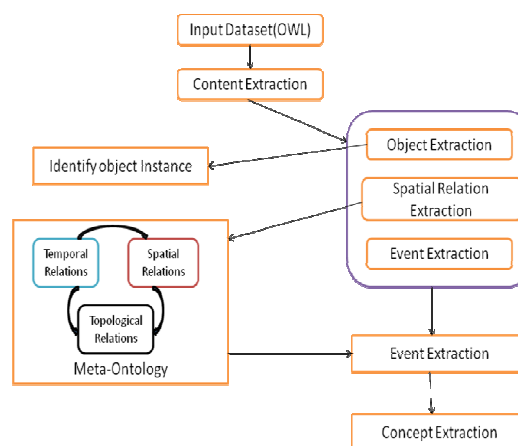 Input Dataset(OWL)
Content Extraction
Object Extraction
Identify object Instance
Spatial Relation
Extraction
Event Extraction
Temporal
Relations
Spatial
Relations
Topological
Relations
Meta-Ontology
Event Extraction
Concept Extraction